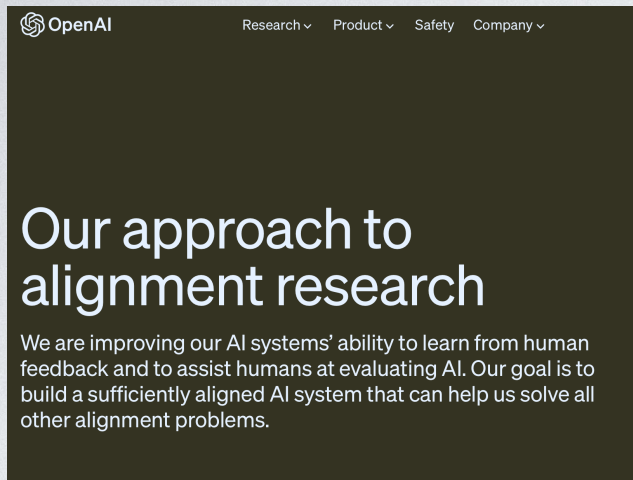 OpenAI Research Product Safety Company
Our approach to
alignment research
We are improving our AI systems’ ability to learn from human
feedback and to assist humans at evaluating AI. Our goal is to
build a sufficiently aligned AI system that can help us solve all
other alignment problems.